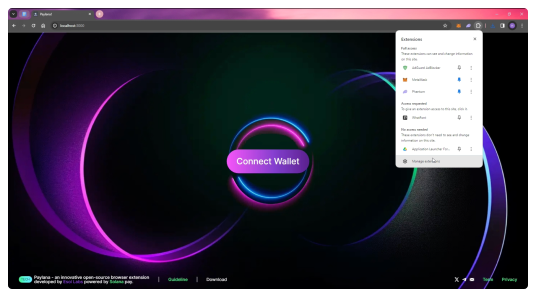 Paylana
localhost:3000
Extensions
Full access
These extensions can see and change information
on this site.
AdGuard AdBlocker
MetaMask
Phantom
Access requested
To give an extension access to this site, click it
No access needed
These extensions don't need to see and change
information on this site.
Application Launcher For...
Manage extensions
Connect Wallet
Paylana - an innovative open-source browser extension
developed by Labs powered by Solana pay.
Guideline
Download
Term
Privacy